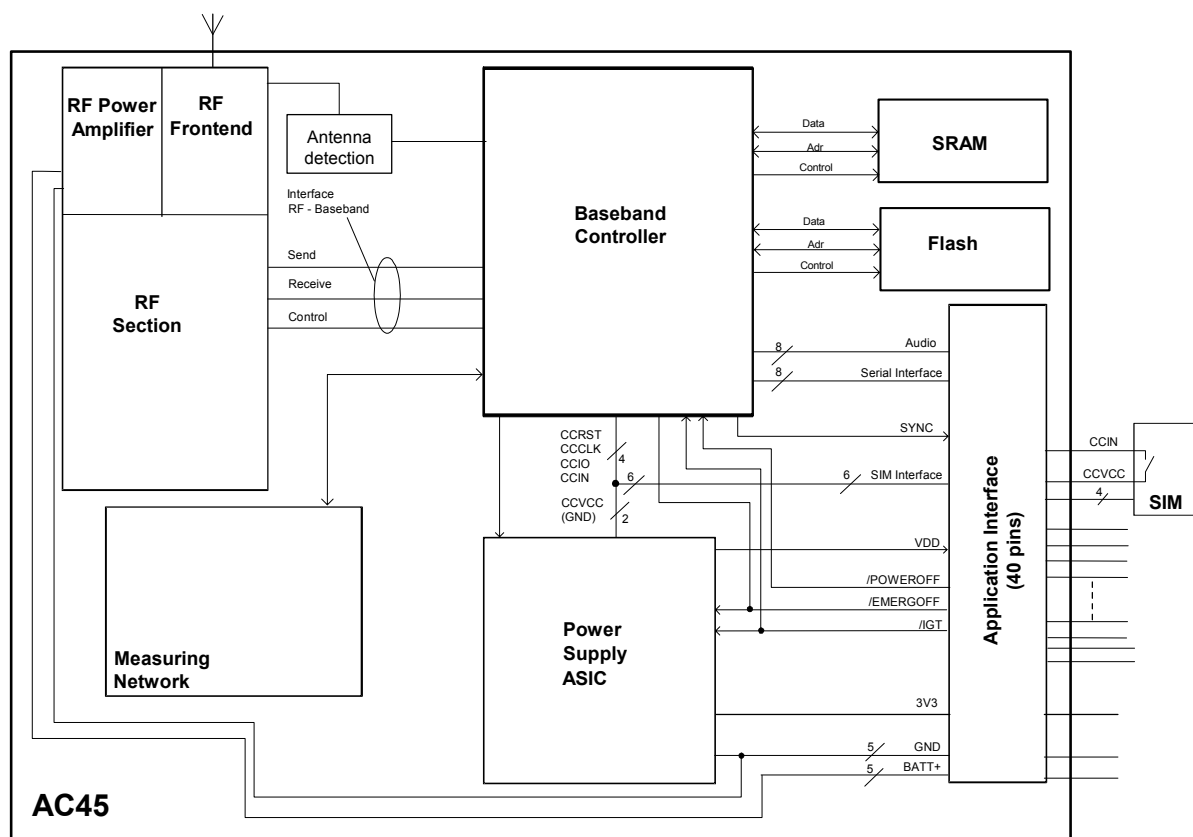 RF Power
Amplifier
RF
Frontend
Antenna
detection
Interface
RF - Baseband
Send
Receive
Control
RF
Section
Baseband
Controller
Data
Adr
Control
SRAM
Data
Adr
Control
Flash
8
Audio
8
Serial Interface
SYNC
CCRST
CCCLK
CCIO
CCIN
4
6
6
SIM Interface
CCVCC
(GND)
2
VDD
/POWEROFF
/EMERGOFF
/IGT
3V3
5
GND
5
BATT+
Power
Supply
ASIC
Measuring
Network
Application Interface
(40 pins)
CCIN
CCVCC
4
SIM
AC45